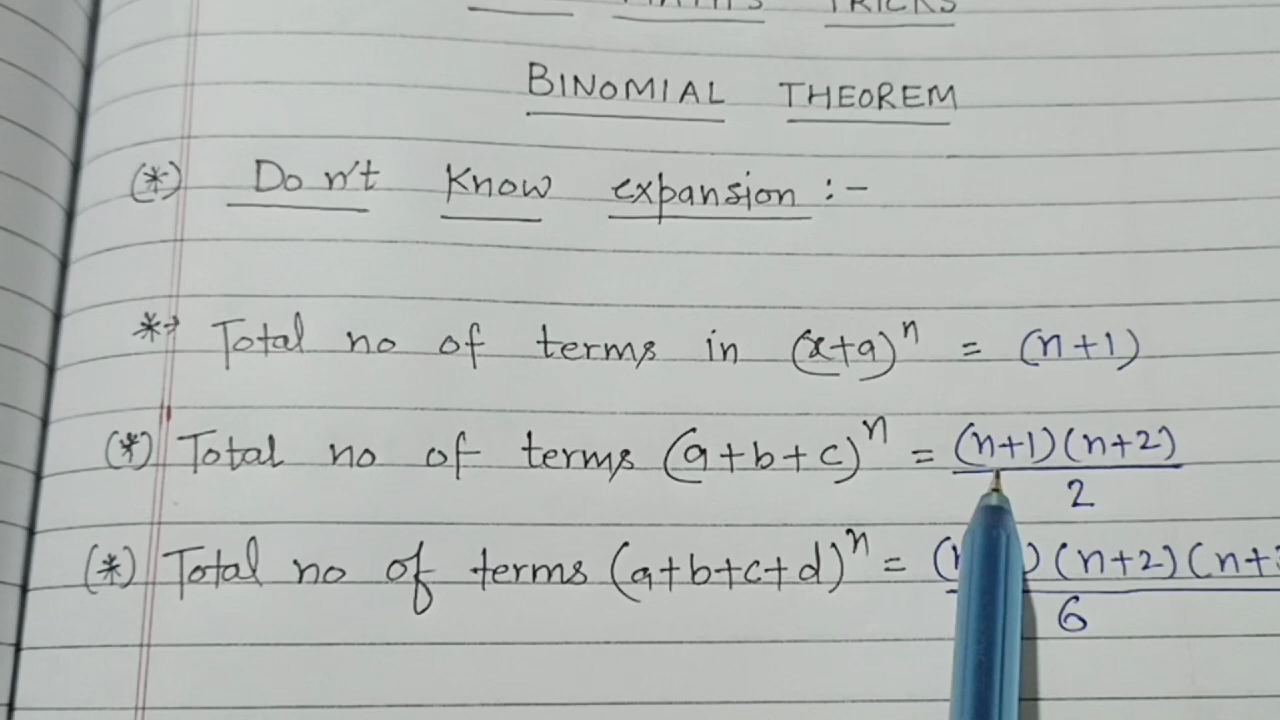 TRICKS
BINOMIAL THEOREM
(*) Don't Know expansion :-
*→ Total no of terms in (x+a)ⁿ = (n+1)
(*) Total no of terms (a+b+c)ⁿ = (n+1)(n+2)
2
(*) Total no of terms (a+b+c+d)ⁿ = (n )(n+2)(n+
6